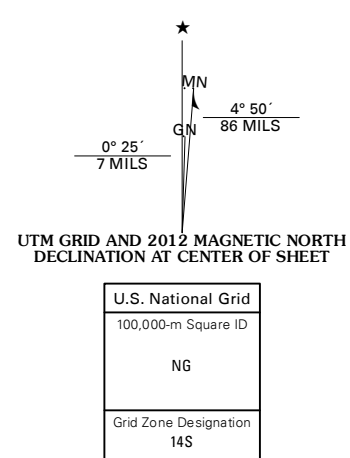 ★
MN
4° 50´
86 MILS
GN
0° 25´
7 MILS
UTM GRID AND 2012 MAGNETIC NORTH
DECLINATION AT CENTER OF SHEET
U.S. National Grid
100,000-m Square ID
NG
Grid Zone Designation
14S